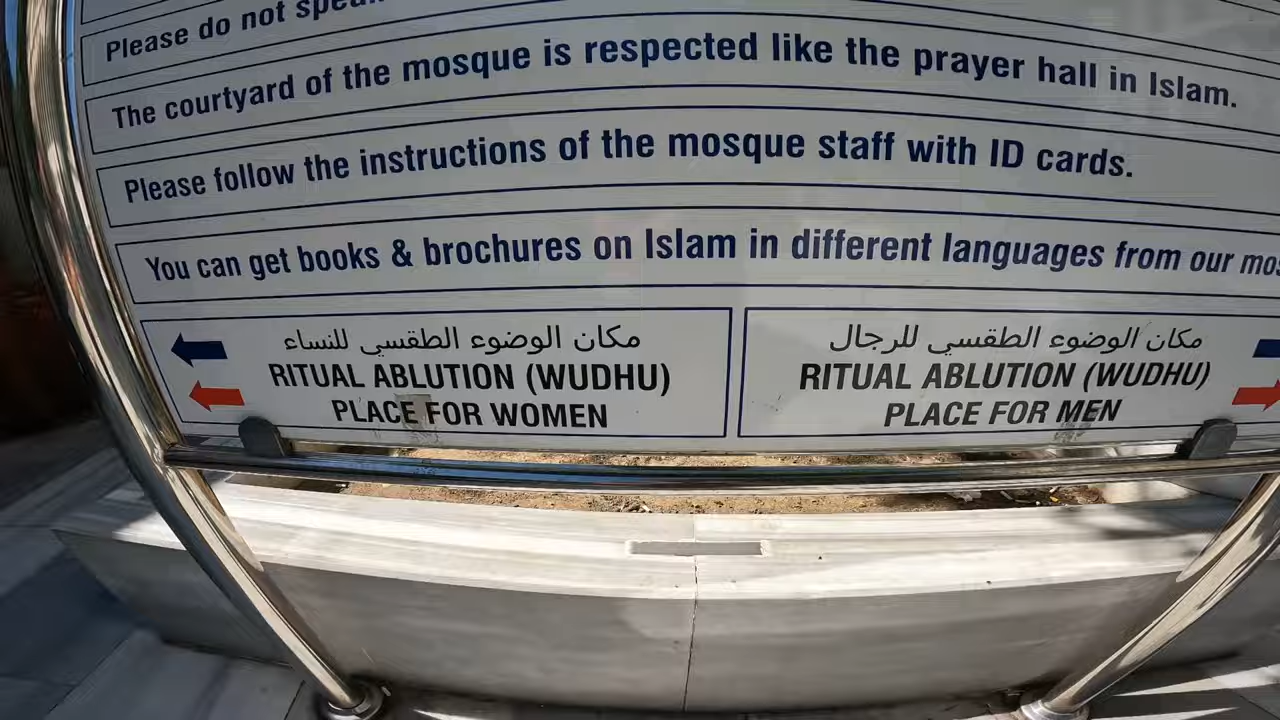 Please do not speak
The courtyard of the mosque is respected like the prayer hall in Islam.
Please follow the instructions of the mosque staff with ID cards.
You can get books & brochures on Islam in different languages from our
مكان الوضوء الطقسي للنساء
RITUAL ABLUTION (WUDHU)
PLACE FOR WOMEN
مكان الوضوء الطقسي للرجال
RITUAL ABLUTION (WUDHU)
PLACE FOR MEN